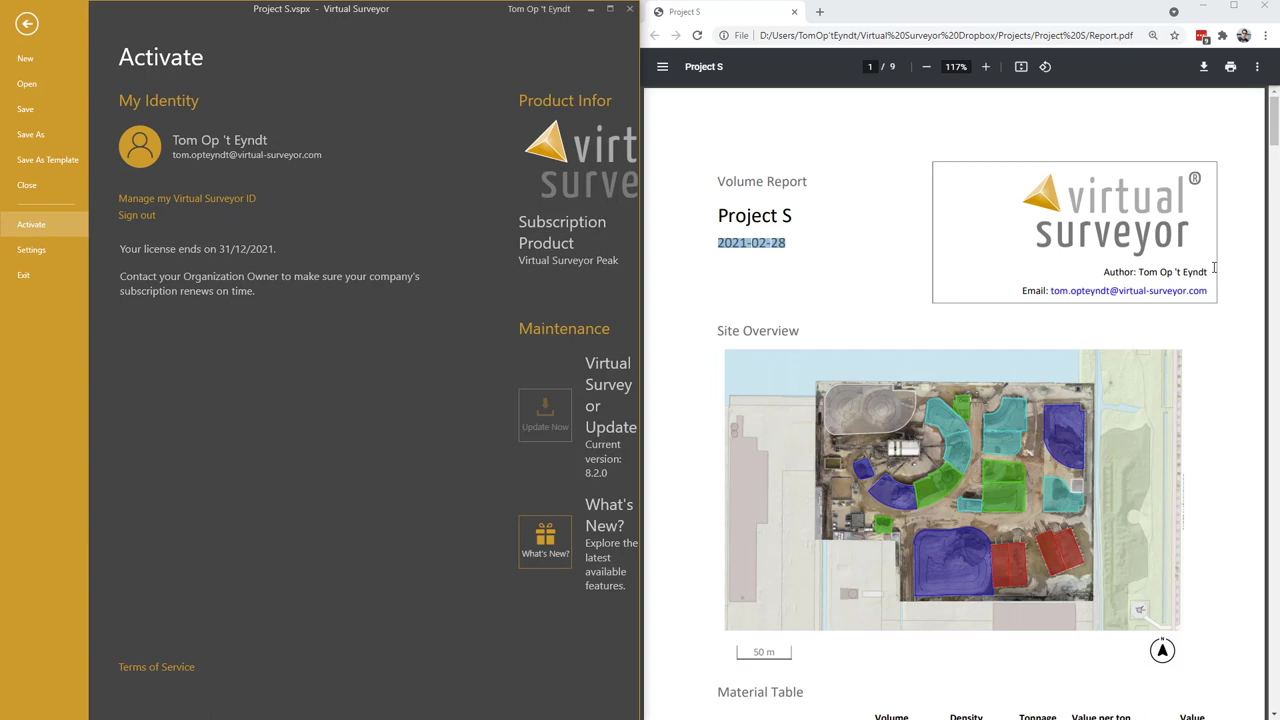 Project S.vspx - Virtual Surveyor
Tom Op 't Eyndt
New
Open
Save
Save As
Save As Template
Close
Activate
Settings
Exit
Activate
My Identity
Tom Op 't Eyndt
tom.opteyndt@virtual-surveyor.com
Manage my Virtual Surveyor ID
Sign out
Your license ends on 31/12/2021.
Contact your Organization Owner to make sure your company's
subscription renews on time.
Terms of Service
Product Infor
virt
surve
Subscription
Product
Virtual Surveyor Peak
Maintenance
Update Now
Virtual
Survey
or
Update
Current
version:
8.2.0
What's New?
What's
New?
Explore the
latest
available
features.
Project S
File
D:/Users/TomOp'tEyndt/Virtual%20Surveyor%20Dropbox/Projects/Project%20S/Report.pdf
9
Project S
1 / 9
117%
Volume Report
Project S
2021-02-28
virtual ®
surveyor
Author: Tom Op 't Eyndt
Email: tom.opteyndt@virtual-surveyor.com
Site Overview
50 m
N
Material Table
Volume Density Tonnage Value per ton Value